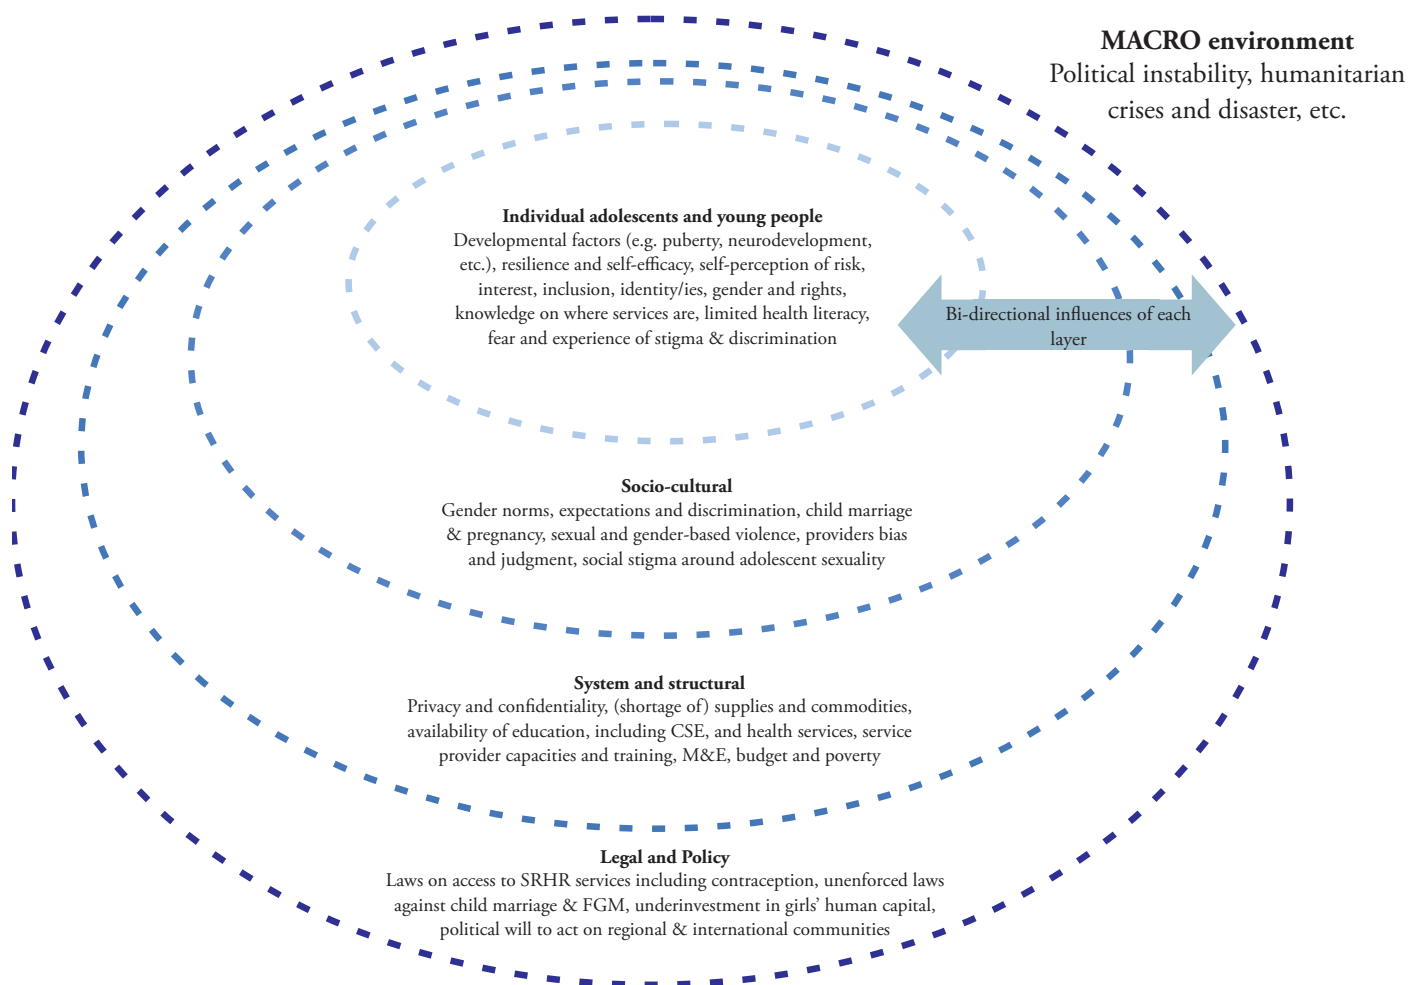 MACRO environment
Political instability, humanitarian
crises and disaster, etc.
Individual adolescents and young people
Developmental factors (e.g. puberty, neurodevelopment,
etc.), resilience and self-efficacy, self-perception of risk,
interest, inclusion, identity/ies, gender and rights,
knowledge on where services are, limited health literacy,
fear and experience of stigma & discrimination
Bi-directional influences of each
layer
Socio-cultural
Gender norms, expectations and discrimination, child marriage
& pregnancy, sexual and gender-based violence, providers bias
and judgment, social stigma around adolescent sexuality
System and structural
Privacy and confidentiality, (shortage of) supplies and commodities,
availability of education, including CSE, and health services, service
provider capacities and training, M&E, budget and poverty
Legal and Policy
Laws on access to SRHR services including contraception, unenforced laws
against child marriage & FGM, underinvestment in girls’ human capital,
political will to act on regional & international communities